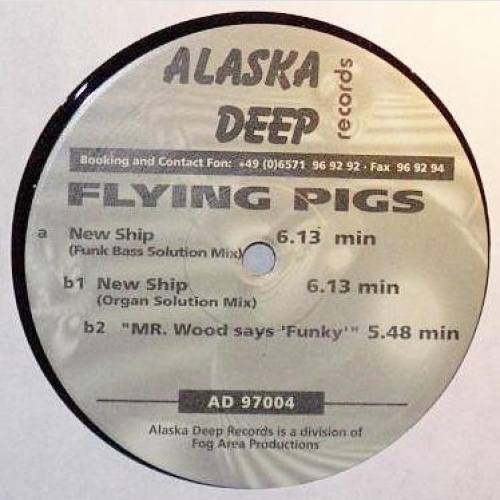 ALASKA
DEEP records
Booking and Contact Fon: +49 (0)6571 96 92 92 · Fax 96 92 94
FLYING PIGS
a New Ship 6.13 min
(Funk Bass Solution Mix)
b1 New Ship 6.13 min
(Organ Solution Mix)
b2 "MR. Wood says 'Funky'" 5.48 min
AD 97004
Alaska Deep Records is a division of
Fog Area Productions